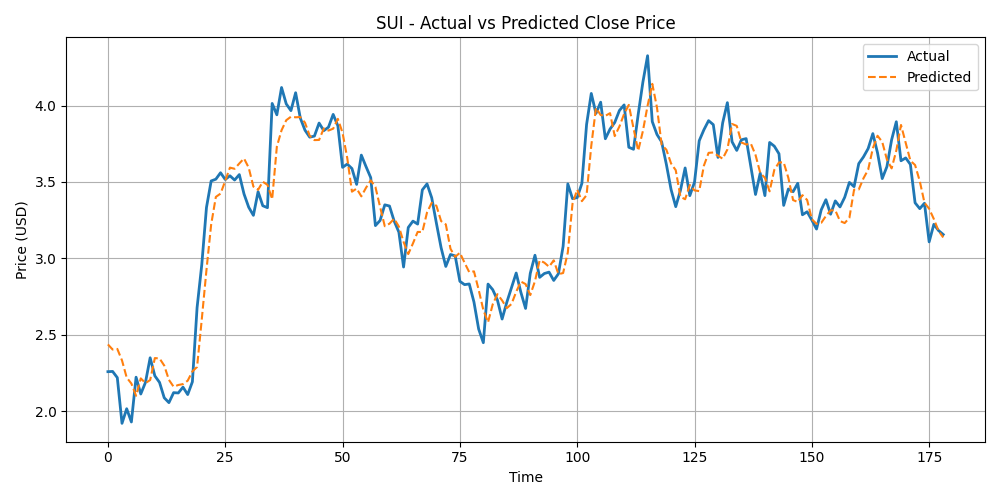 SUI - Actual vs Predicted Close Price
Actual
Predicted
Price (USD)
4.0
3.5
3.0
2.5
2.0
0 25 50 75 100 125 150 175
Time